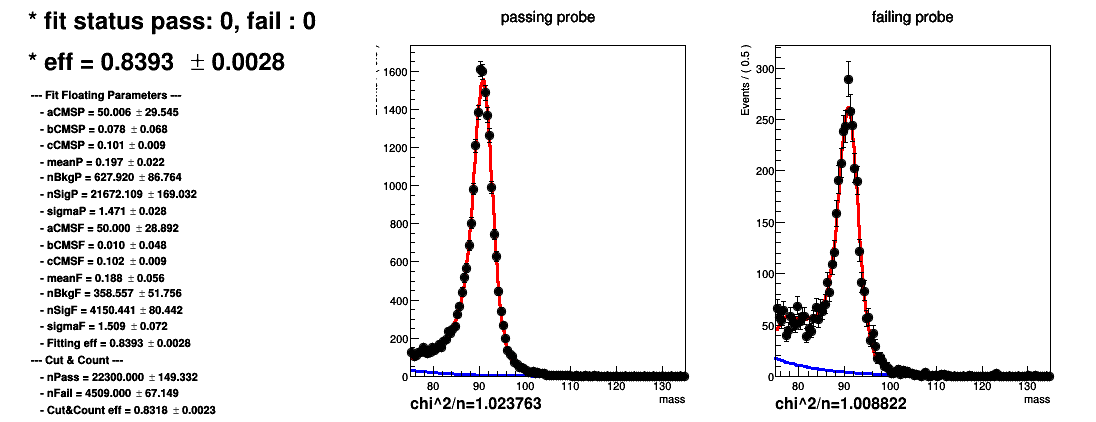 * fit status pass: 0, fail : 0
* eff = 0.8393 ± 0.0028
--- Fit Floating Parameters ---
- aCMSP = 50.006 ± 29.545
- bCMSP = 0.078 ± 0.068
- cCMSP = 0.101 ± 0.009
- meanP = 0.197 ± 0.022
- nBkgP = 627.920 ± 86.764
- nSigP = 21672.109 ± 169.032
- sigmaP = 1.471 ± 0.028
- aCMSF = 50.000 ± 28.892
- bCMSF = 0.010 ± 0.048
- cCMSF = 0.102 ± 0.009
- meanF = 0.188 ± 0.056
- nBkgF = 358.557 ± 51.756
- nSigF = 4150.441 ± 80.442
- sigmaF = 1.509 ± 0.072
- Fitting eff = 0.8393 ± 0.0028
--- Cut & Count ---
- nPass = 22300.000 ± 149.332
- nFail = 4509.000 ± 67.149
- Cut&Count eff = 0.8318 ± 0.0023
passing probe
1600
1400
1200
1000
800
600
400
200
0
80 90 100 110 120 130
mass
chi^2/n=1.023763
failing probe
Events / ( 0.5 )
300
250
200
150
100
50
0
80 90 100 110 120 130
mass
chi^2/n=1.008822